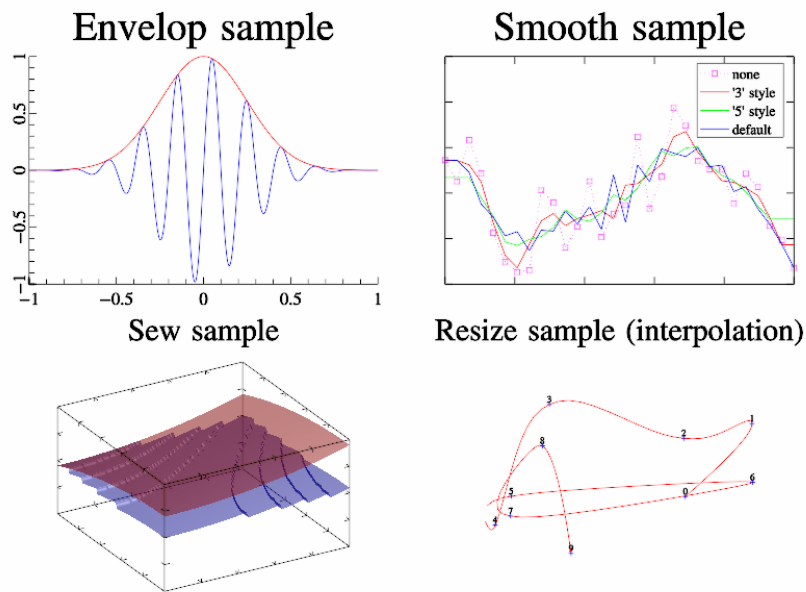 Envelop sample
1
0.5
0
−0.5
−1
−1
−0.5
0
0.5
1
Smooth sample
none
'3' style
'5' style
default
Sew sample
Resize sample (interpolation)
3
1
2
8
6
5
0
7
4
9